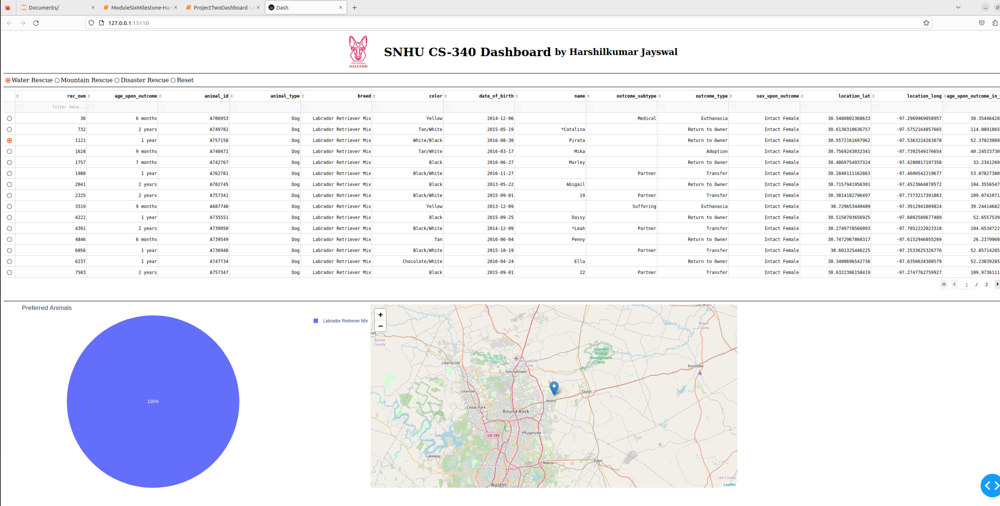 Documents/ ModuleSixMilestone-Har ProjectTwoDashboard - J Dash
127.0.0.1:15110
GRAZIOSO
SALVARE
SNHU CS-340 Dashboard by Harshilkumar Jayswal
Water Rescue Mountain Rescue Disaster Rescue Reset
rec_num age_upon_outcome animal_id animal_type breed color date_of_birth name outcome_subtype outcome_type sex_upon_outcome location_lat location_long age_upon_outcome_in_
filter data...
36 6 months A706953 Dog Labrador Retriever Mix Yellow 2014-12-06 Medical Euthanasia Intact Female 30.5480802368633 -97.2969969058957 30.35446428
732 2 years A749782 Dog Labrador Retriever Mix Tan/White 2015-05-19 *Catalina Return to Owner Intact Female 30.6138310636757 -97.5752164857665 114.0891865
1121 1 year A757158 Dog Labrador Retriever Mix White/Black 2016-08-30 Pirata Return to Owner Intact Female 30.5572161697962 -97.5363224263878 52.37023809
1628 9 months A740471 Dog Labrador Retriever Mix Tan/White 2016-03-17 Mika Adoption Intact Female 30.7569243032341 -97.7392549176654 40.24533730
1757 7 months A742767 Dog Labrador Retriever Mix Black 2016-06-27 Marley Return to Owner Intact Female 30.4869754937324 -97.4280017197358 33.2341269
1988 1 year A762781 Dog Labrador Retriever Mix Black/White 2016-11-27 Partner Transfer Intact Female 30.2840111162863 -97.4600542219677 53.07827380
2041 2 years A702745 Dog Labrador Retriever Mix Black 2013-05-22 Abigail Return to Owner Intact Female 30.7157941956301 -97.4523664870572 104.3556547
2225 2 years A757341 Dog Labrador Retriever Mix Black/White 2015-09-01 19 Partner Transfer Intact Female 30.3814182796497 -97.7373217391863 109.0741071
3319 9 months A687748 Dog Labrador Retriever Mix Yellow 2013-12-09 Suffering Euthanasia Intact Female 30.729653440489 -97.3912941009824 39.24414682
4222 1 year A735551 Dog Labrador Retriever Mix Black 2015-09-25 Daisy Return to Owner Intact Female 30.5150703656925 -97.6092589677489 52.6557539
4391 2 years A739950 Dog Labrador Retriever Mix Black/White 2014-12-09 *Leah Partner Transfer Intact Female 30.2749778566093 -97.7052222023318 104.6534722
4846 6 months A739549 Dog Labrador Retriever Mix Tan 2016-06-04 Penny Return to Owner Intact Female 30.7472967860317 -97.6152946055269 26.2379960
6056 1 year A736948 Dog Labrador Retriever Mix Black/White 2015-10-19 Partner Transfer Intact Female 30.601325440225 -97.2533625326776 52.85714285
6237 1 year A747734 Dog Labrador Retriever Mix Chocolate/White 2016-04-24 Ella Return to Owner Intact Female 30.3400696542736 -97.6350634308579 52.23839285
7583 2 years A757347 Dog Labrador Retriever Mix Black 2015-09-01 22 Partner Transfer Intact Female 30.6322306158419 -97.2747762759927 109.9736111
1 / 2
Preferred Animals
Labrador Retriever Mix
100%
+
−
Cameron
Milam
County
net
Burnet
County
Granger
Wildlife
Management
Area
Liberty Hill
Williamson
County
Rockdale
Georgetown
Leander
Taylor
Hutto
Cedar Park
Round Rock
Pflugerville
US 183
Lake Travis
Lakeway
Elgin
Manor
Travis County
Lee County
Austin
Leaflet